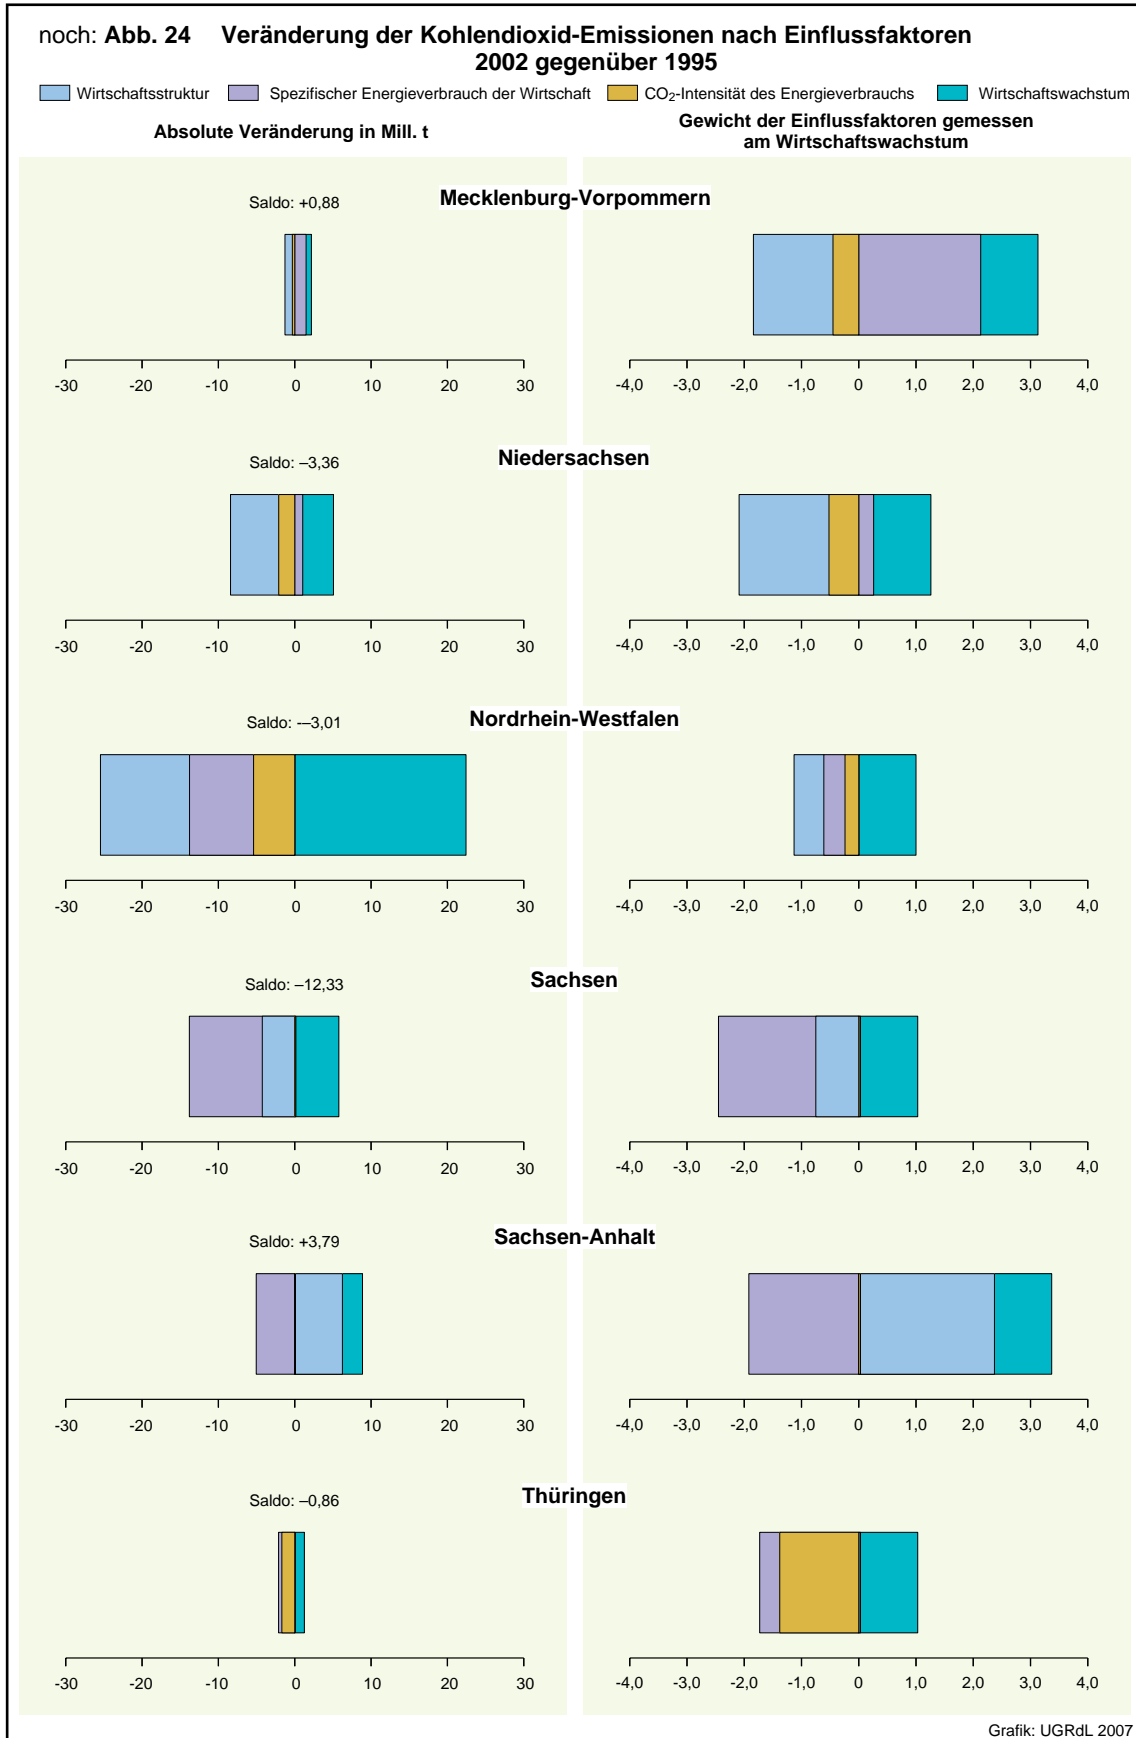 noch: Abb. 24 Veränderung der Kohlendioxid-Emissionen nach Einflussfaktoren
2002 gegenüber 1995
Wirtschaftsstruktur Spezifischer Energieverbrauch der Wirtschaft CO₂-Intensität des Energieverbrauchs Wirtschaftswachstum
Absolute Veränderung in Mill. t
Gewicht der Einflussfaktoren gemessen
am Wirtschaftswachstum
Mecklenburg-Vorpommern
Saldo: +0,88
-30 -20 -10 0 10 20 30
-4,0 -3,0 -2,0 -1,0 0 1,0 2,0 3,0 4,0
Niedersachsen
Saldo: –3,36
-30 -20 -10 0 10 20 30
-4,0 -3,0 -2,0 -1,0 0 1,0 2,0 3,0 4,0
Nordrhein-Westfalen
Saldo: -–3,01
-30 -20 -10 0 10 20 30
-4,0 -3,0 -2,0 -1,0 0 1,0 2,0 3,0 4,0
Sachsen
Saldo: –12,33
-30 -20 -10 0 10 20 30
-4,0 -3,0 -2,0 -1,0 0 1,0 2,0 3,0 4,0
Sachsen-Anhalt
Saldo: +3,79
-30 -20 -10 0 10 20 30
-4,0 -3,0 -2,0 -1,0 0 1,0 2,0 3,0 4,0
Thüringen
Saldo: –0,86
-30 -20 -10 0 10 20 30
-4,0 -3,0 -2,0 -1,0 0 1,0 2,0 3,0 4,0
Grafik: UGRdL 2007